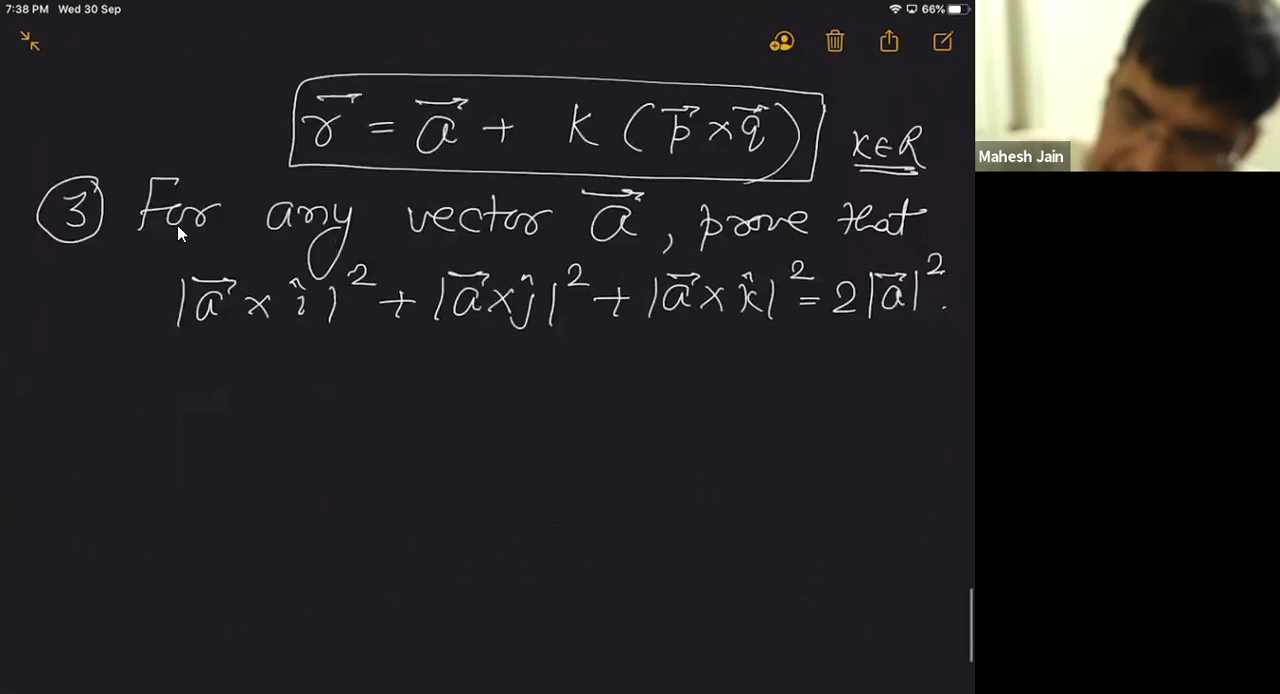 7:38 PM Wed 30 Sep 66%
r⃗ = a⃗ + k (p⃗ × q⃗) k∈R
Mahesh Jain
③ For any vector a⃗, prove that
|a⃗ × î|² + |a⃗ × ĵ|² + |a⃗ × k̂|² = 2|a⃗|².